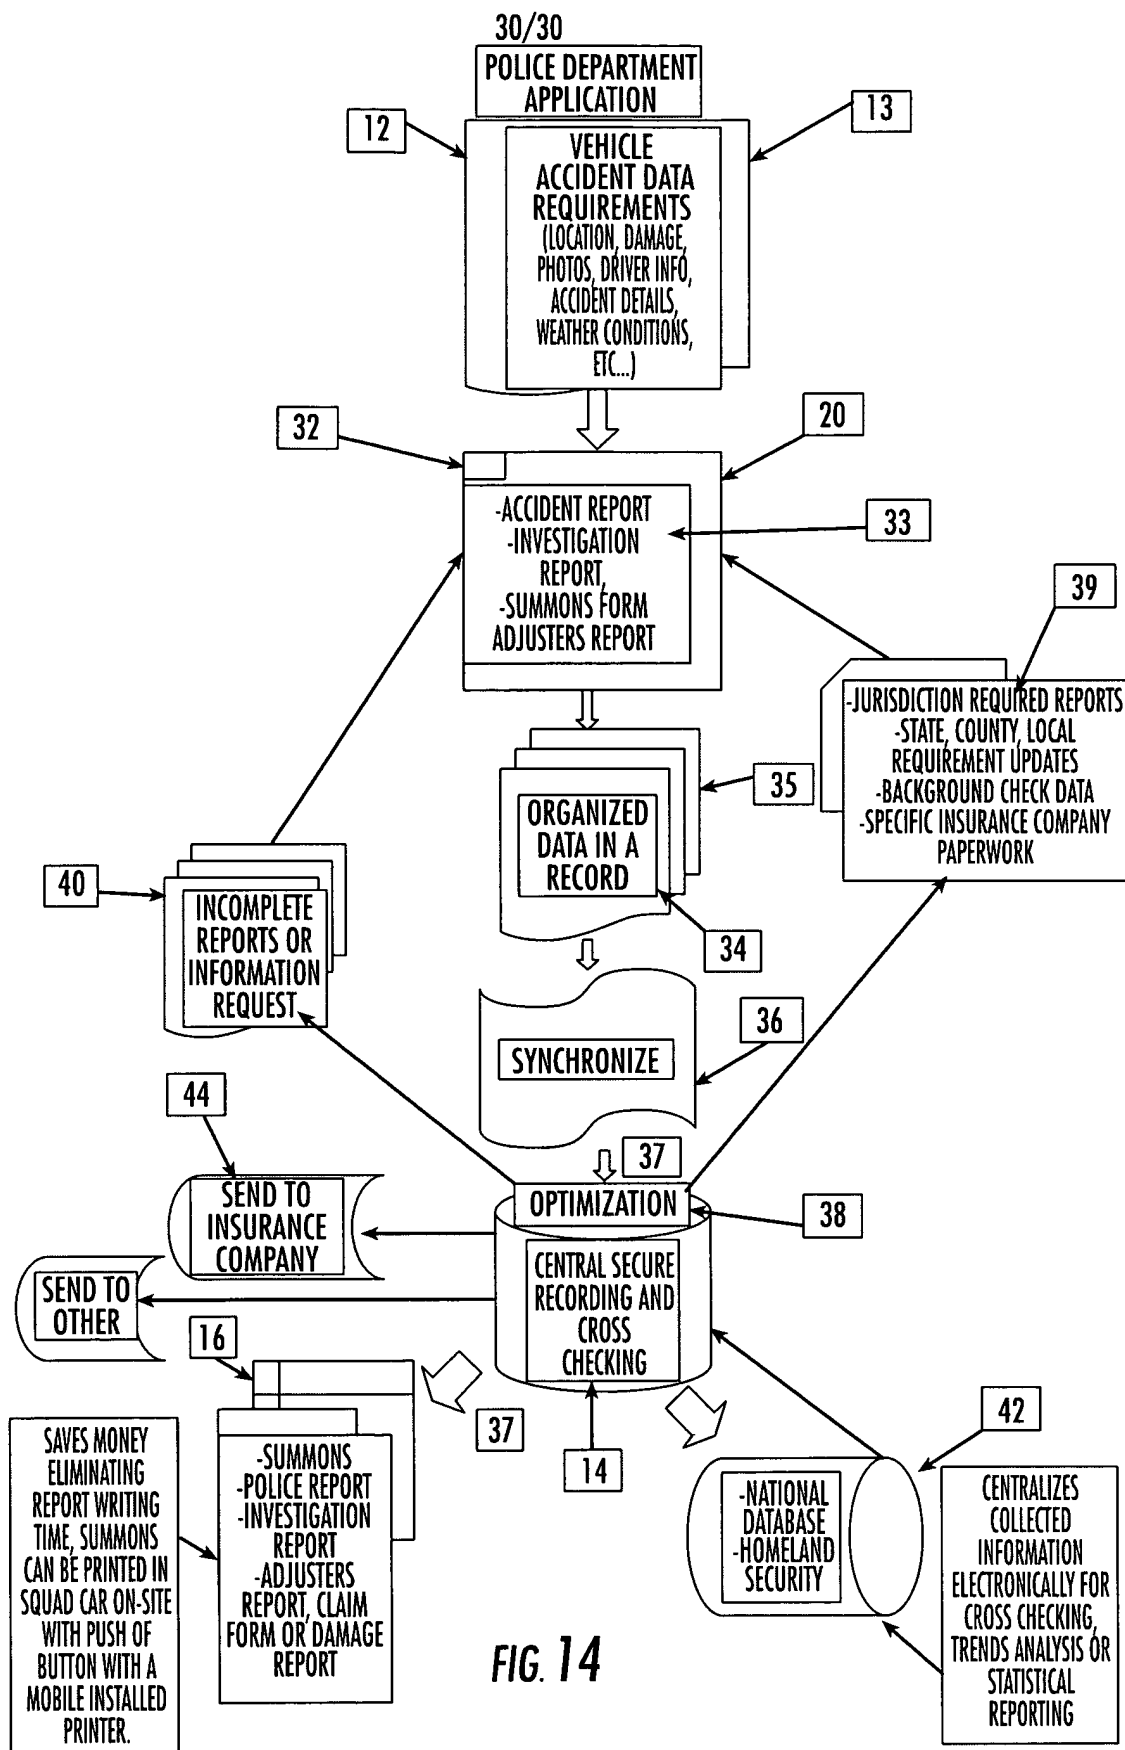 30/30
POLICE DEPARTMENT
APPLICATION
12
13
VEHICLE
ACCIDENT DATA
REQUIREMENTS
(LOCATION, DAMAGE,
PHOTOS, DRIVER INFO,
ACCIDENT DETAILS,
WEATHER CONDITIONS,
ETC...)
32
20
-ACCIDENT REPORT
-INVESTIGATION
REPORT,
-SUMMONS FORM
ADJUSTERS REPORT
33
39
-JURISDICTION REQUIRED REPORTS
-STATE, COUNTY, LOCAL
REQUIREMENT UPDATES
-BACKGROUND CHECK DATA
-SPECIFIC INSURANCE COMPANY
PAPERWORK
35
ORGANIZED
DATA IN A
RECORD
34
40
INCOMPLETE
REPORTS OR
INFORMATION
REQUEST
36
SYNCHRONIZE
44
37
SEND TO
INSURANCE
COMPANY
OPTIMIZATION
38
CENTRAL SECURE
RECORDING AND
CROSS
CHECKING
SEND TO
OTHER
16
37
14
42
SAVES MONEY
ELIMINATING
REPORT WRITING
TIME, SUMMONS
CAN BE PRINTED IN
SQUAD CAR ON-SITE
WITH PUSH OF
BUTTON WITH A
MOBILE INSTALLED
PRINTER.
-SUMMONS
-POLICE REPORT
-INVESTIGATION
REPORT
-ADJUSTERS
REPORT, CLAIM
FORM OR DAMAGE
REPORT
-NATIONAL
DATABASE
-HOMELAND
SECURITY
CENTRALIZES
COLLECTED
INFORMATION
ELECTRONICALLY FOR
CROSS CHECKING,
TRENDS ANALYSIS OR
STATISTICAL
REPORTING
FIG. 14